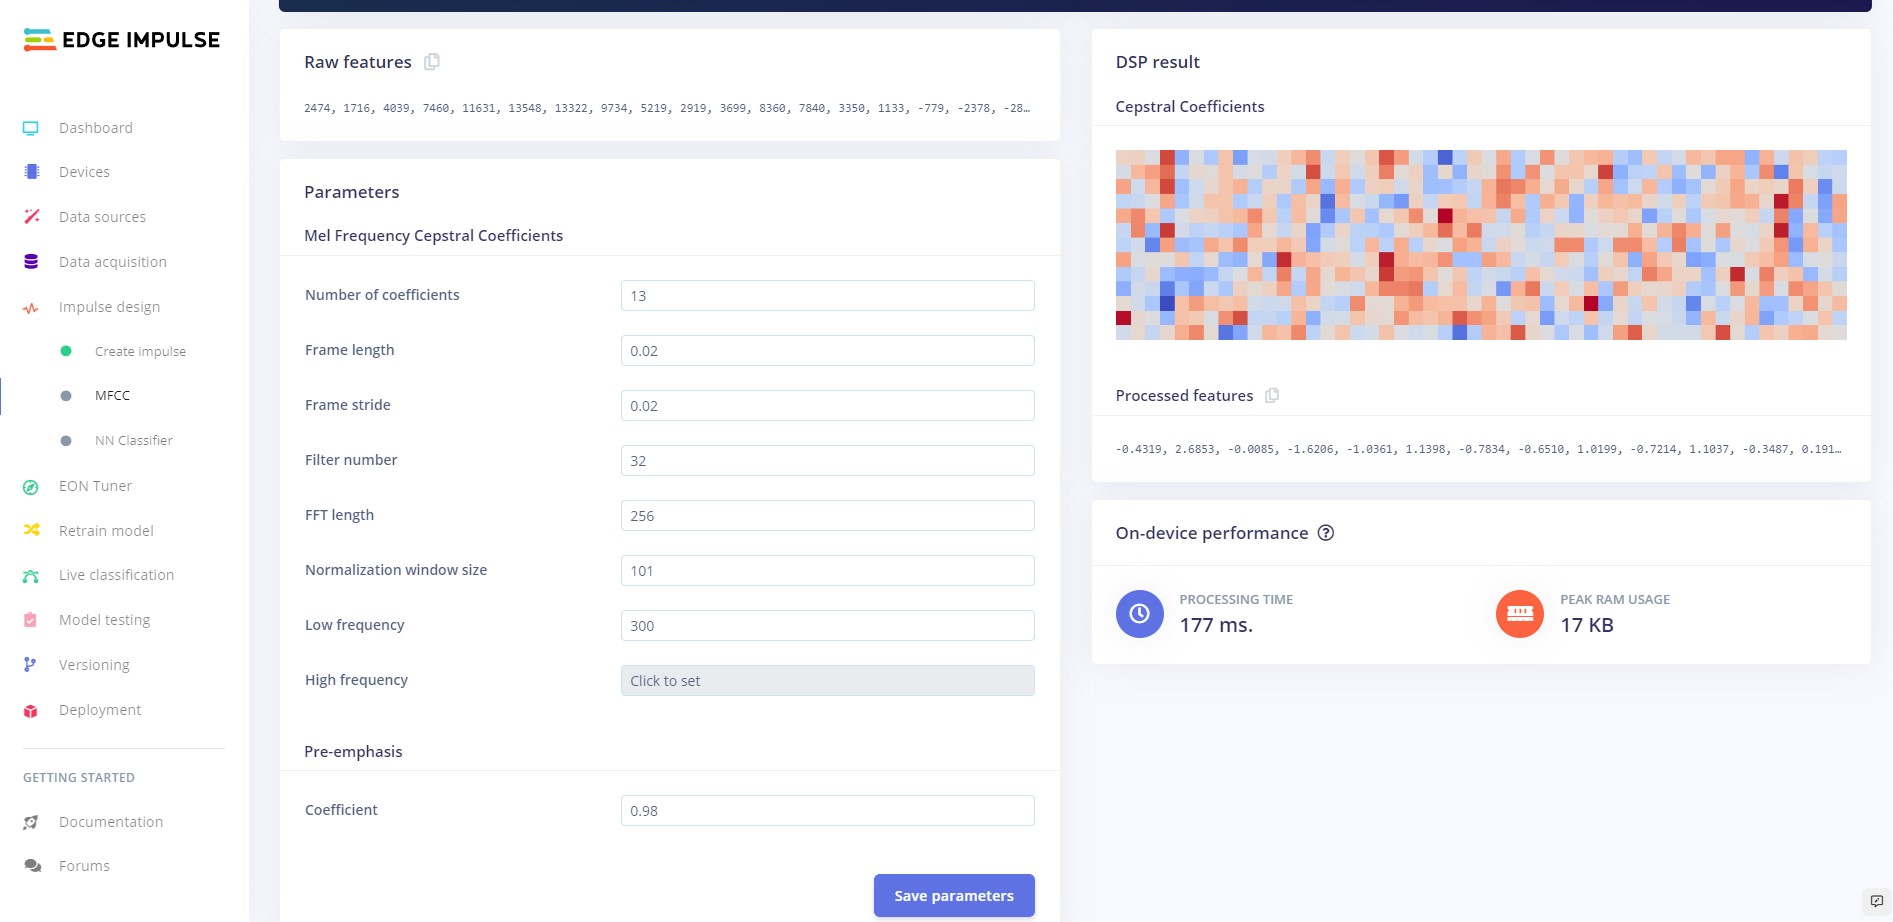 EDGE IMPULSE
Dashboard
Devices
Data sources
Data acquisition
Impulse design
Create impulse
MFCC
NN Classifier
EON Tuner
Retrain model
Live classification
Model testing
Versioning
Deployment
GETTING STARTED
Documentation
Forums
Raw features
2474, 1716, 4039, 7460, 11631, 13548, 13322, 9734, 5219, 2919, 3699, 8360, 7840, 3350, 1133, -779, -2378, -28…
Parameters
Mel Frequency Cepstral Coefficients
Number of coefficients 13
Frame length 0.02
Frame stride 0.02
Filter number 32
FFT length 256
Normalization window size 101
Low frequency 300
High frequency Click to set
Pre-emphasis
Coefficient 0.98
Save parameters
DSP result
Cepstral Coefficients
Processed features
-0.4319, 2.6853, -0.0085, -1.6206, -1.0361, 1.1398, -0.7834, -0.6510, 1.0199, -0.7214, 1.1037, -0.3487, 0.191…
On-device performance
PROCESSING TIME
177 ms.
PEAK RAM USAGE
17 KB